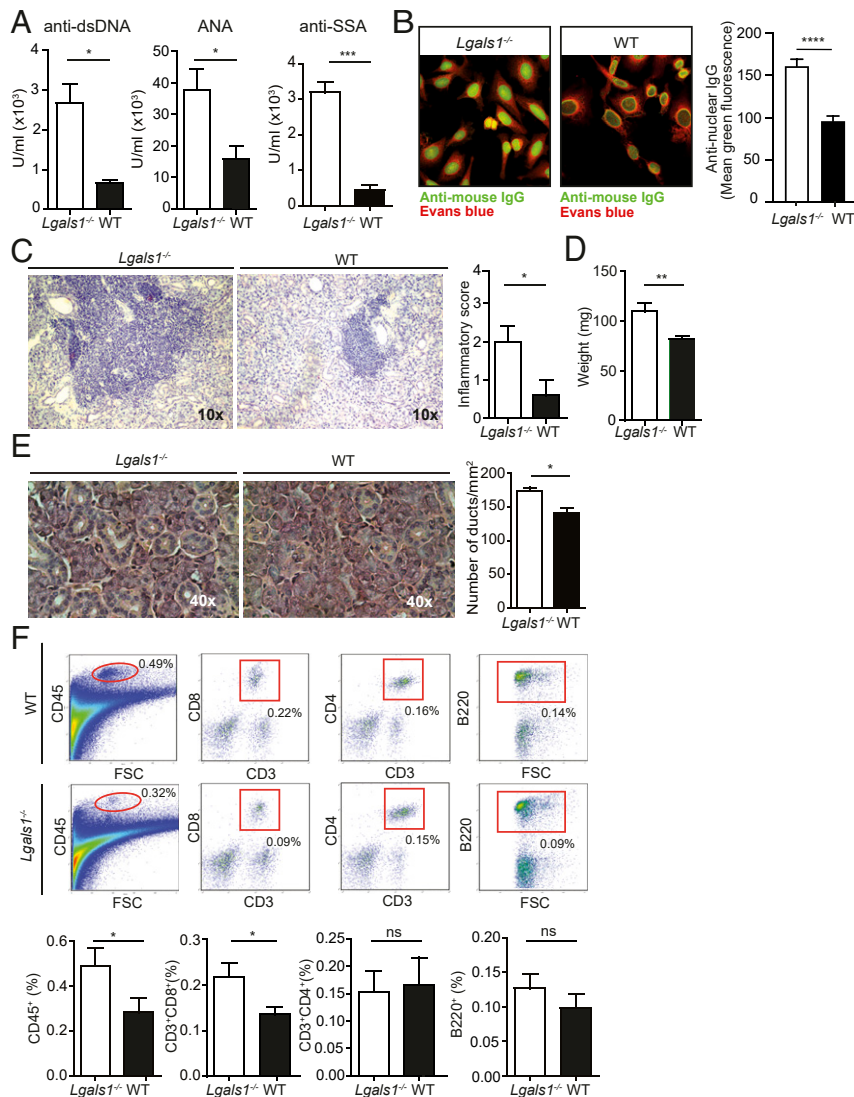 A
anti-dsDNA
ANA
anti-SSA
*
*
***
U/ml (x10³)
3
2
1
0
U/ml (x10³)
50
40
30
20
10
0
U/ml (x10³)
4
3
2
1
0
Lgals1⁻/⁻ WT
Lgals1⁻/⁻ WT
Lgals1⁻/⁻ WT
B
Lgals1⁻/⁻
WT
Anti-mouse IgG
Evans blue
Anti-mouse IgG
Evans blue
Anti-nuclear IgG
(Mean green fluorescence)
****
200
150
100
50
0
Lgals1⁻/⁻ WT
C
Lgals1⁻/⁻
WT
10x
10x
Inflammatory score
*
4
2
2
0
Lgals1⁻/⁻ WT
D
Weight (mg)
**
150
100
50
0
Lgals1⁻/⁻ WT
E
Lgals1⁻/⁻
WT
40x
40x
Number of ducts/mm²
*
200
150
100
50
0
Lgals1⁻/⁻ WT
F
WT
CD45
0.49%
FSC
CD8
0.22%
CD3
CD4
0.16%
CD3
B220
0.14%
FSC
Lgals1⁻/⁻
CD45
0.32%
FSC
CD8
0.09%
CD3
CD4
0.15%
CD3
B220
0.09%
FSC
CD45⁺ (%)
*
0.6
0.4
0.2
0.0
Lgals1⁻/⁻ WT
CD3⁺CD8⁺(%)
*
0.3
0.2
0.1
0.0
Lgals1⁻/⁻ WT
CD3⁺CD4⁺(%)
ns
0.25
0.20
0.15
0.15
0.05
0.00
Lgals1⁻/⁻ WT
B220⁺ (%)
ns
0.20
0.15
0.10
0.05
0.00
Lgals1⁻/⁻ WT